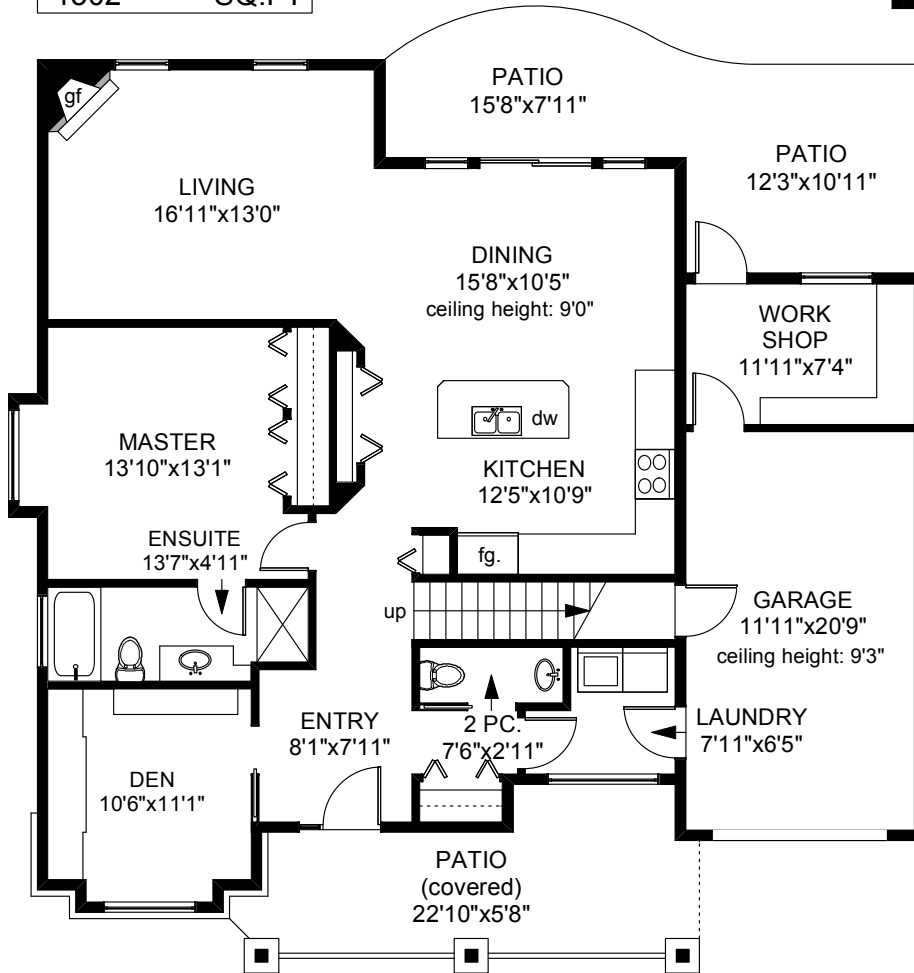 PATIO
15'8"x7'11"
gf
PATIO
12'3"x10'11"
LIVING
16'11"x13'0"
DINING
15'8"x10'5"
ceiling height: 9'0"
WORK
SHOP
11'11"x7'4"
dw
MASTER
13'10"x13'1"
KITCHEN
12'5"x10'9"
ENSUITE
13'7"x4'11"
fg.
up
GARAGE
11'11"x20'9"
ceiling height: 9'3"
ENTRY
8'1"x7'11"
2 PC.
7'6"x2'11"
LAUNDRY
7'11"x6'5"
DEN
10'6"x11'1"
PATIO
(covered)
22'10"x5'8"